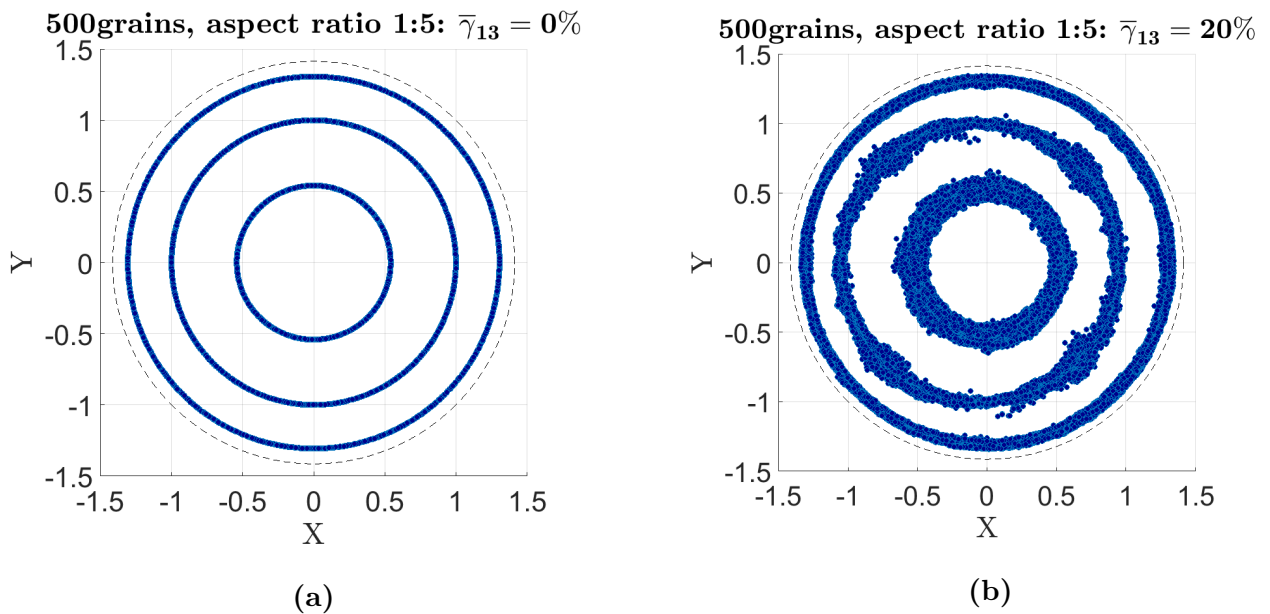 500grains, aspect ratio 1:5: γ̅₁₃ = 0%
1.5
1
0.5
0
-0.5
-1
-1.5
Y
-1.5 -1 -0.5 0 0.5 1 1.5
X
(a)
500grains, aspect ratio 1:5: γ̅₁₃ = 20%
1.5
1
0.5
0
-0.5
-1
-1.5
Y
-1.5 -1 -0.5 0 0.5 1 1.5
X
(b)